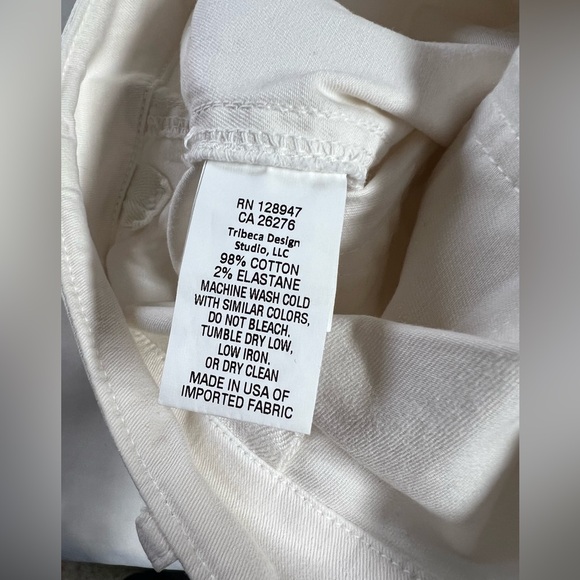 RN 128947
CA 26276
Tribeca Design
Studio, LLC
98% COTTON
2% ELASTANE
MACHINE WASH COLD
WITH SIMILAR COLORS,
DO NOT BLEACH.
TUMBLE DRY LOW,
LOW IRON.
OR DRY CLEAN
MADE IN USA OF
IMPORTED FABRIC